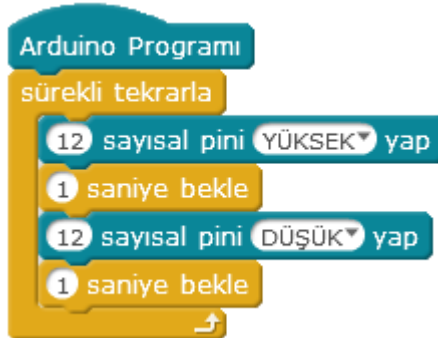 Arduino Programı
sürekli tekrarla
12 sayısal pini YÜKSEK yap
1 saniye bekle
12 sayısal pini DÜŞÜK yap
1 saniye bekle